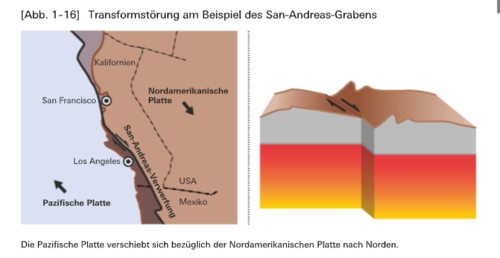 [Abb. 1-16] Transformstörung am Beispiel des San-Andreas-Grabens
Kalifornien
Nordamerikanische
Platte
San Francisco
San-Andreas-Verwerfung
Los Angeles
USA
Mexiko
Pazifische Platte
Die Pazifische Platte verschiebt sich bezüglich der Nordamerikanischen Platte nach Norden.